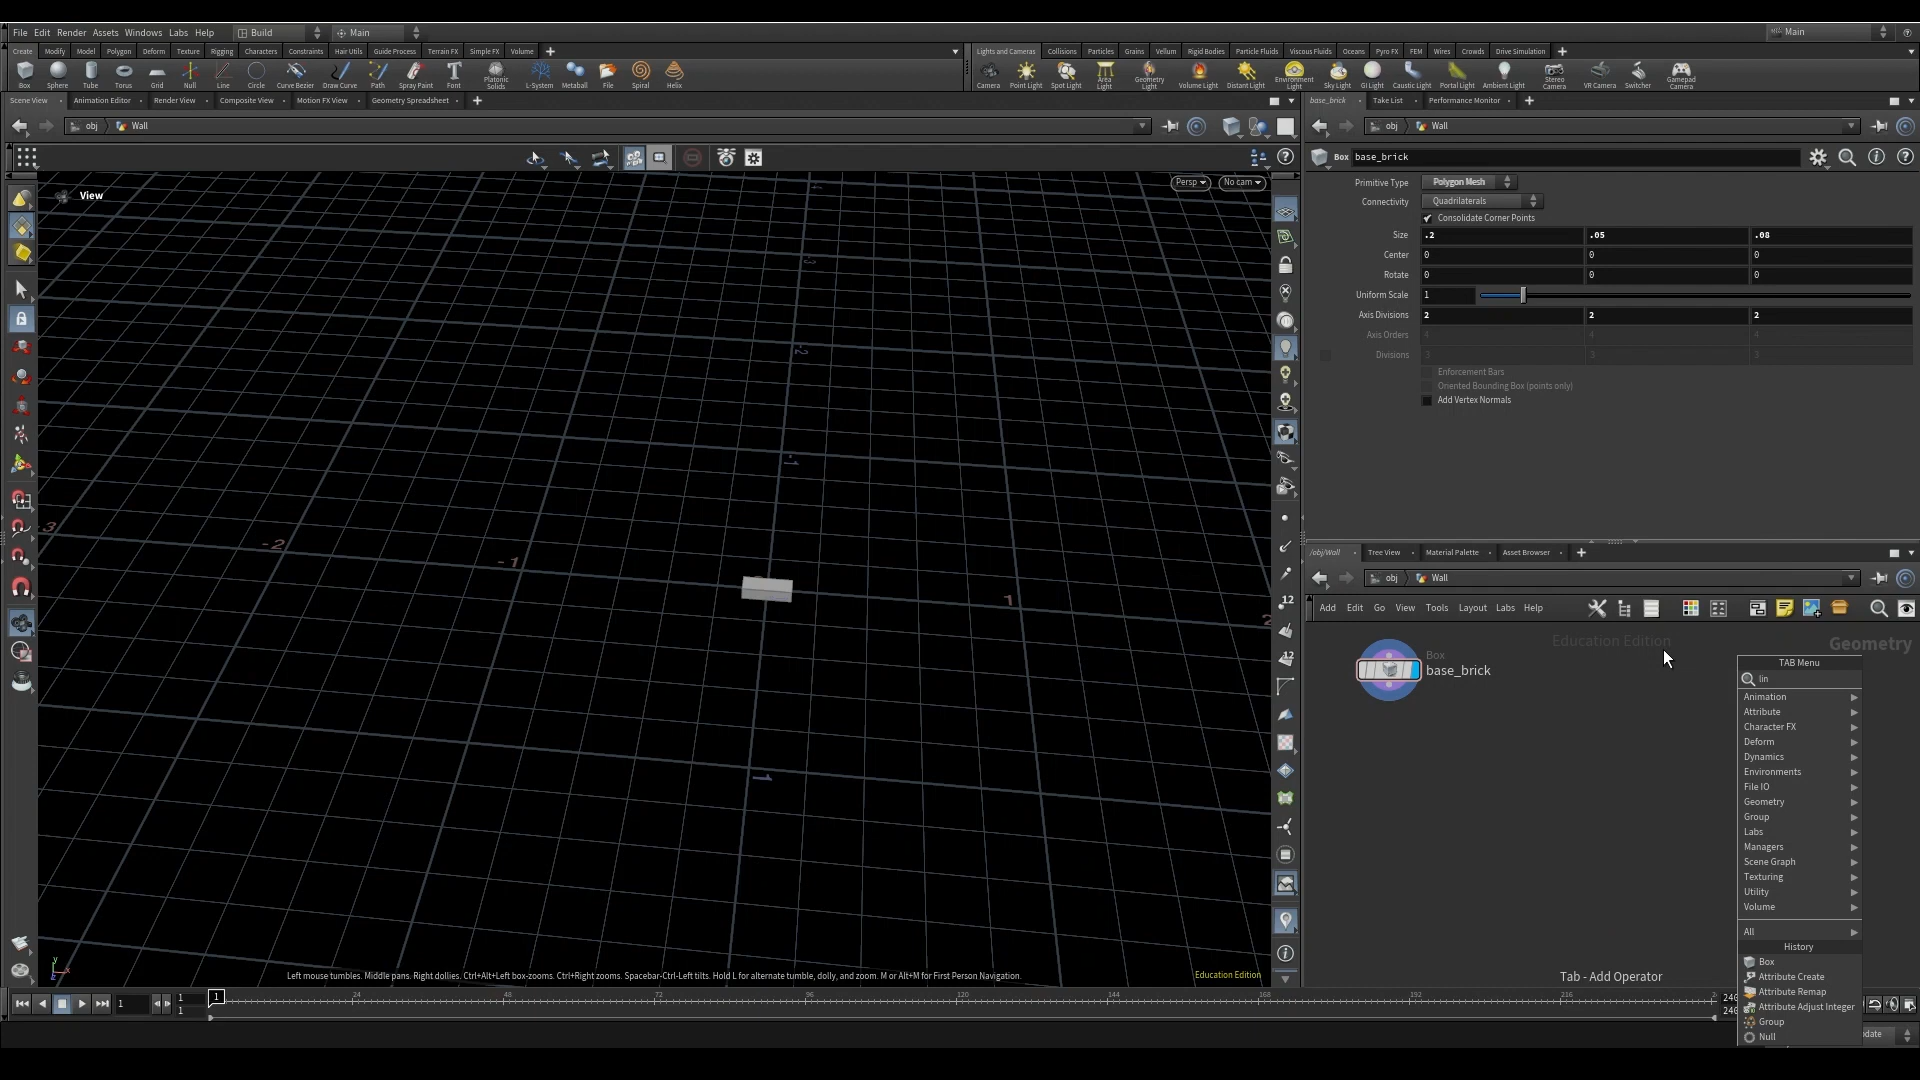 File Edit Render Assets Windows Labs Help Build Main Main
Create Modify Model Polygon Deform Texture Rigging Characters Constraints Hair Utils Guide Process Terrain FX Simple FX Volume
Lights and Cameras Collisions Particles Grains Vellum Rigid Bodies Particle Fluids Viscous Fluids Oceans Pyro FX FEM Wires Crowds Drive Simulation
Box Sphere Tube Torus Grid Null Line Circle Curve Bezier Draw Curve Path Spray Paint Font Platonic Solids L-System Metaball File Spiral Helix
Camera Point Light Spot Light Area Light Geometry Light Volume Light Distant Light Environment Light Sky Light GI Light Caustic Light Portal Light Ambient Light Stereo Camera VR Camera Switcher Gamepad Camera
Scene View Animation Editor Render View Composite View Motion FX View Geometry Spreadsheet
base_brick Take List Performance Monitor
obj Wall
obj Wall
Box base_brick
View
Persp No cam
Primitive Type Polygon Mesh
Connectivity Quadrilaterals
Consolidate Corner Points
Size .2 .05 .08
Center 0 0 0
Rotate 0 0 0
Uniform Scale 1
Axis Divisions 2 2 2
Axis Orders 4 4 4
Divisions 3 3 3
Enforcement Bars
Oriented Bounding Box (points only)
Add Vertex Normals
-2
-1
1
-3
-2
-1
1
2
12
12
/obj/Wall Tree View Material Palette Asset Browser
obj Wall
Add Edit Go View Tools Layout Labs Help
Education Edition
Geometry
Box
base_brick
TAB Menu
lin
Animation
Attribute
Character FX
Deform
Dynamics
Environments
File IO
Geometry
Group
Labs
Managers
Scene Graph
Texturing
Utility
Volume
All
History
Box
Attribute Create
Attribute Remap
Attribute Adjust Integer
Group
Null
Tab - Add Operator
Left mouse tumbles. Middle pans. Right dollies. Ctrl+Alt+Left box-zooms. Ctrl+Right zooms. Spacebar-Ctrl-Left tilts. Hold L for alternate tumble, dolly, and zoom. M or Alt+M for First Person Navigation.
Education Edition
1 1 1 24 48 72 96 120 144 168 192 216 240
1 240